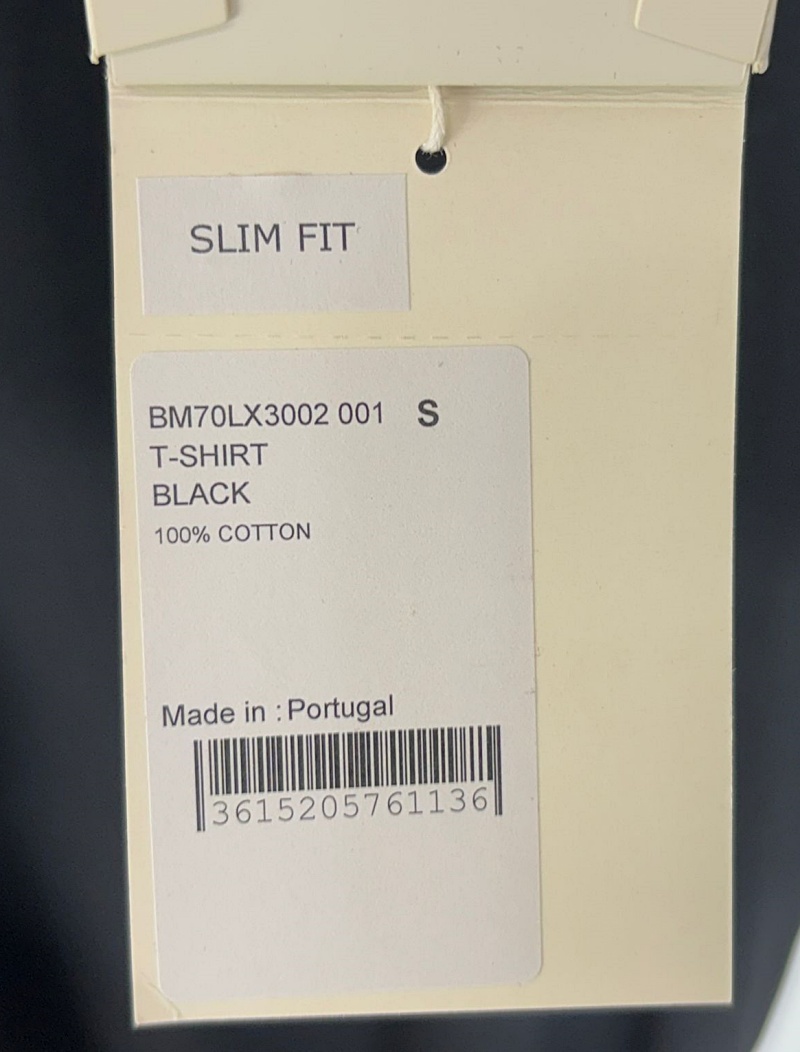 SLIM FIT
BM70LX3002 001 S
T-SHIRT
BLACK
100% COTTON
Made in : Portugal
3615205761136